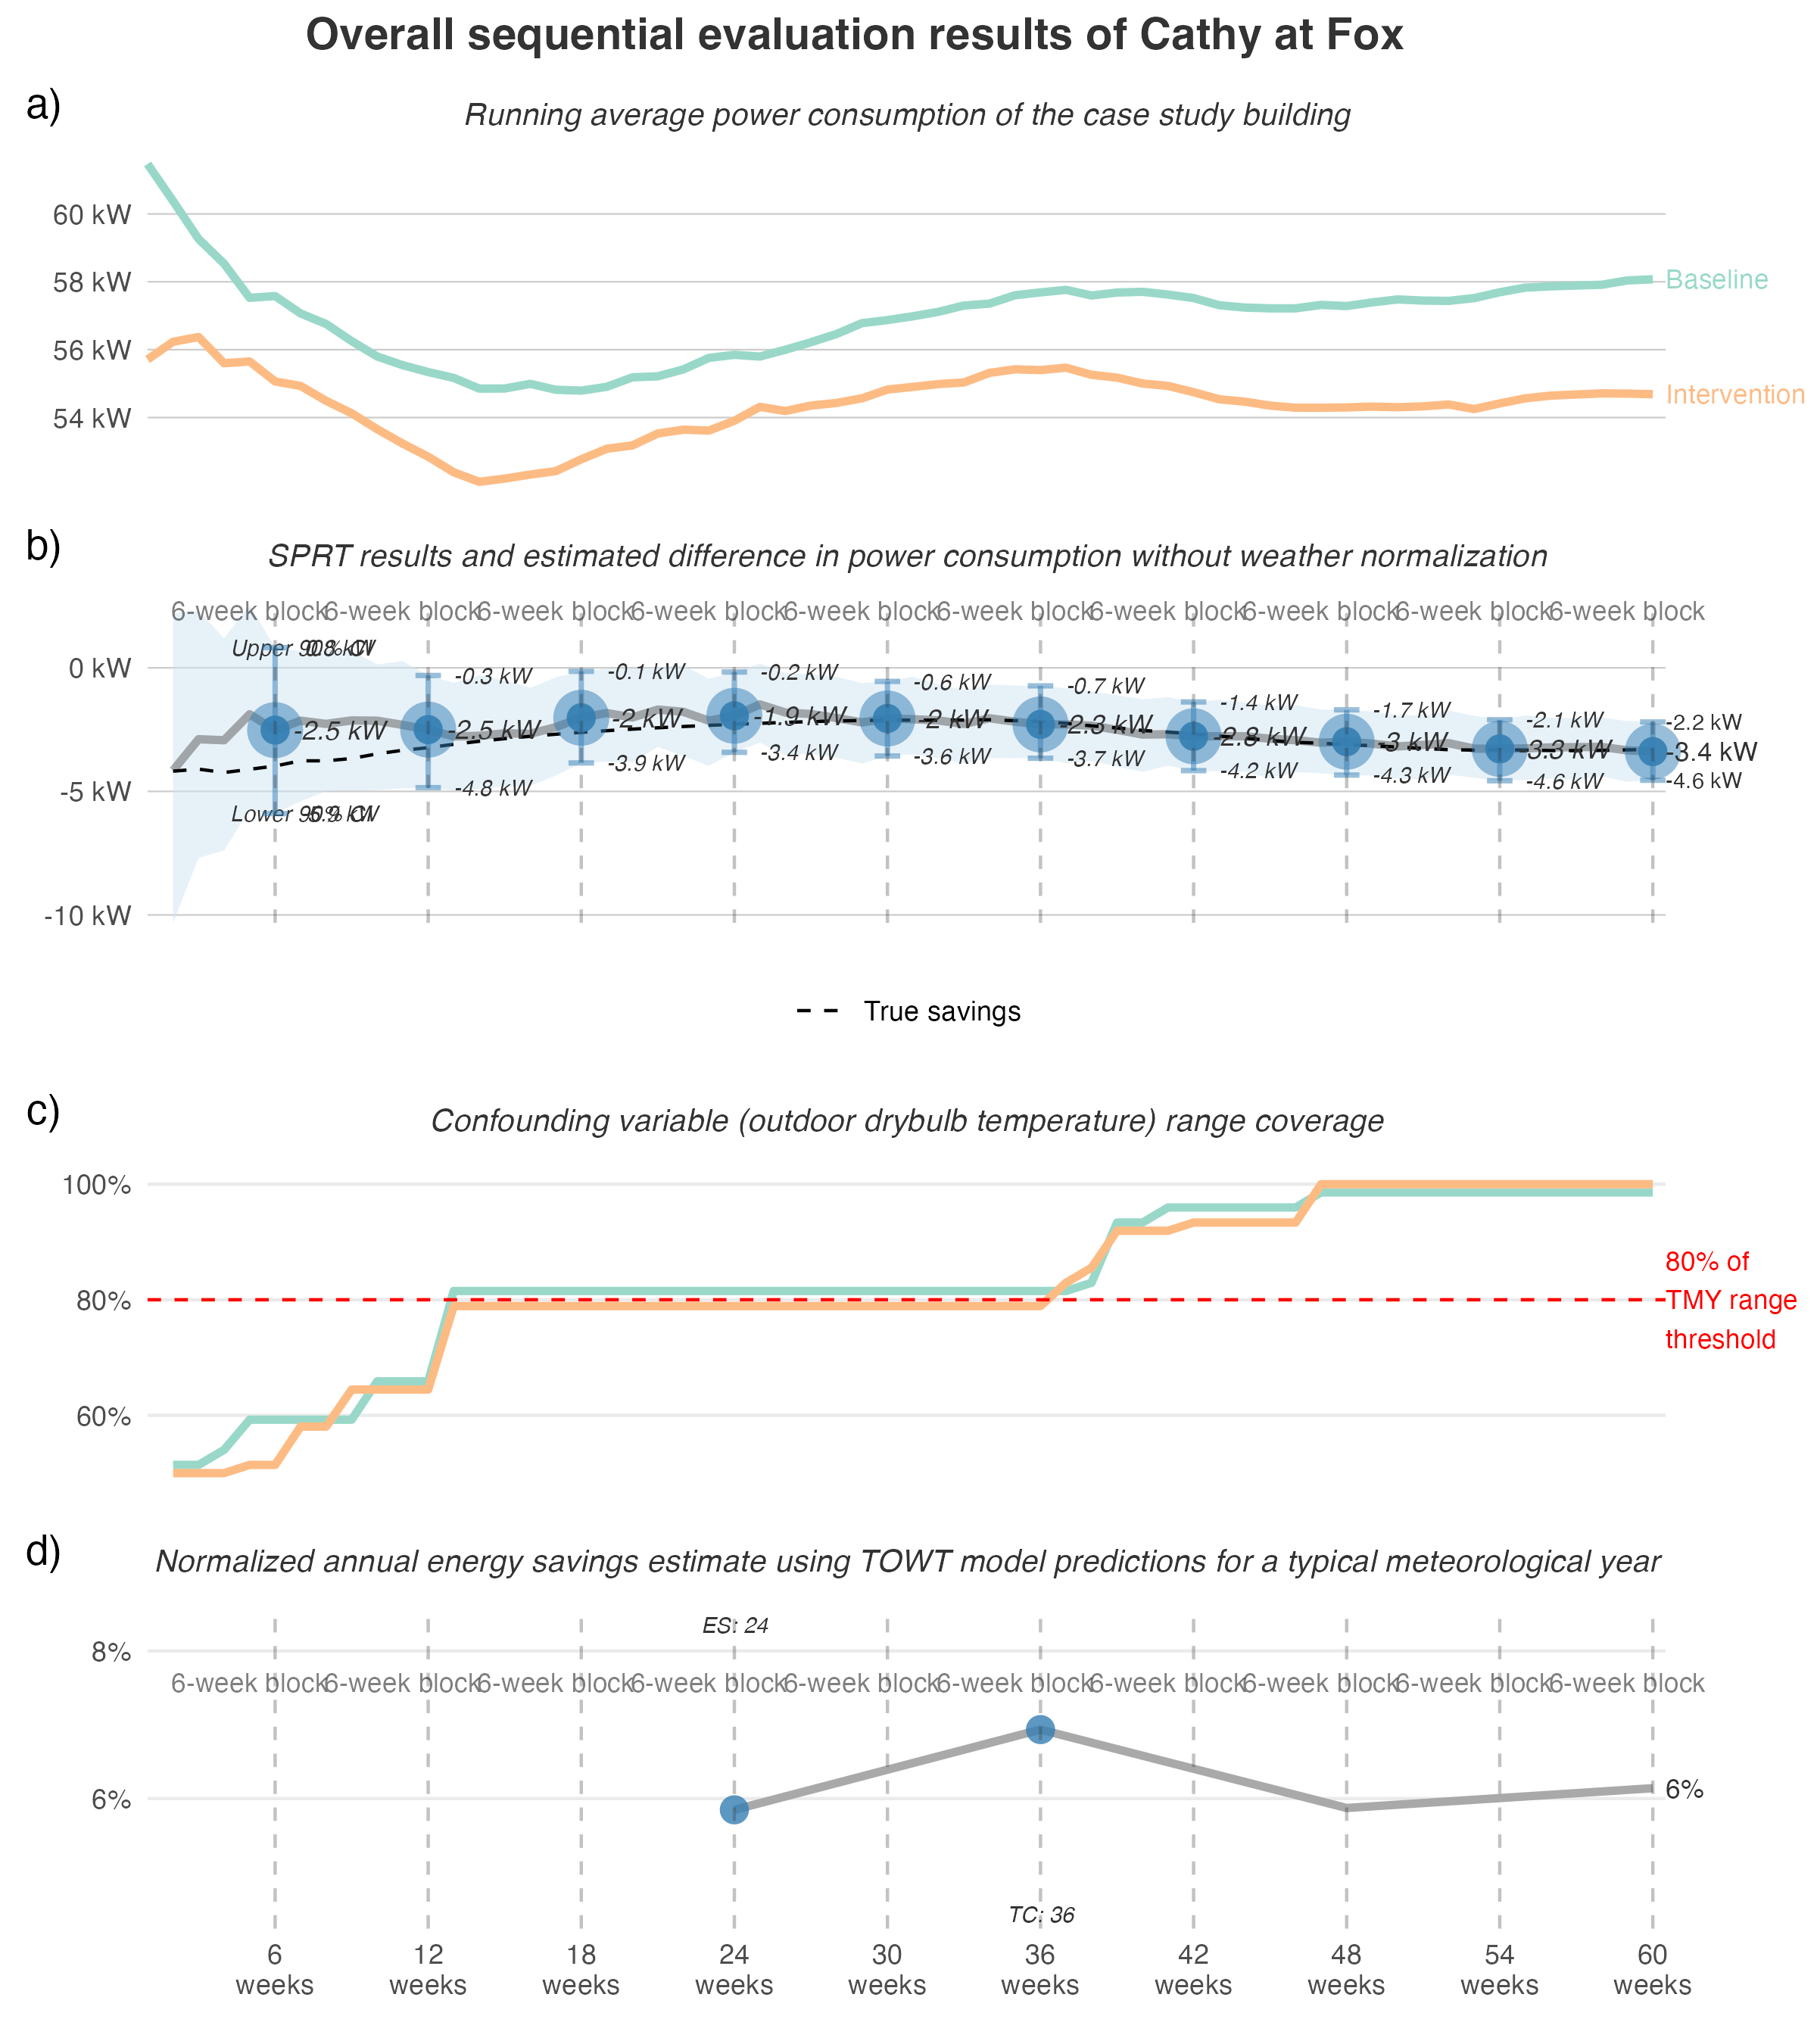 Overall sequential evaluation results of Cathy at Fox
a)
Running average power consumption of the case study building
60 kW
58 kW
56 kW
54 kW
Baseline
Intervention
b)
SPRT results and estimated difference in power consumption without weather normalization
6-week block 6-week block 6-week block 6-week block 6-week block 6-week block 6-week block 6-week block 6-week block 6-week block
0 kW
-5 kW
-10 kW
Upper 90% CI
0.8 kW
-0.3 kW
-0.1 kW
-0.2 kW
-0.6 kW
-0.7 kW
-1.4 kW
-1.7 kW
-2.1 kW
-2.2 kW
-2.5 kW
-2.5 kW
-2 kW
-1.9 kW
-2 kW
-2.3 kW
-2.8 kW
-3 kW
-3.3 kW
-3.4 kW
Lower 90% CI
-5.9 kW
-4.8 kW
-3.9 kW
-3.4 kW
-3.6 kW
-3.7 kW
-4.2 kW
-4.3 kW
-4.6 kW
-4.6 kW
True savings
c)
Confounding variable (outdoor drybulb temperature) range coverage
100%
80%
60%
80% of
TMY range
threshold
d)
Normalized annual energy savings estimate using TOWT model predictions for a typical meteorological year
ES: 24
8%
6-week block 6-week block 6-week block 6-week block 6-week block 6-week block 6-week block 6-week block 6-week block 6-week block
6%
6%
TC: 36
6 12 18 24 30 36 42 48 54 60
weeks weeks weeks weeks weeks weeks weeks weeks weeks weeks